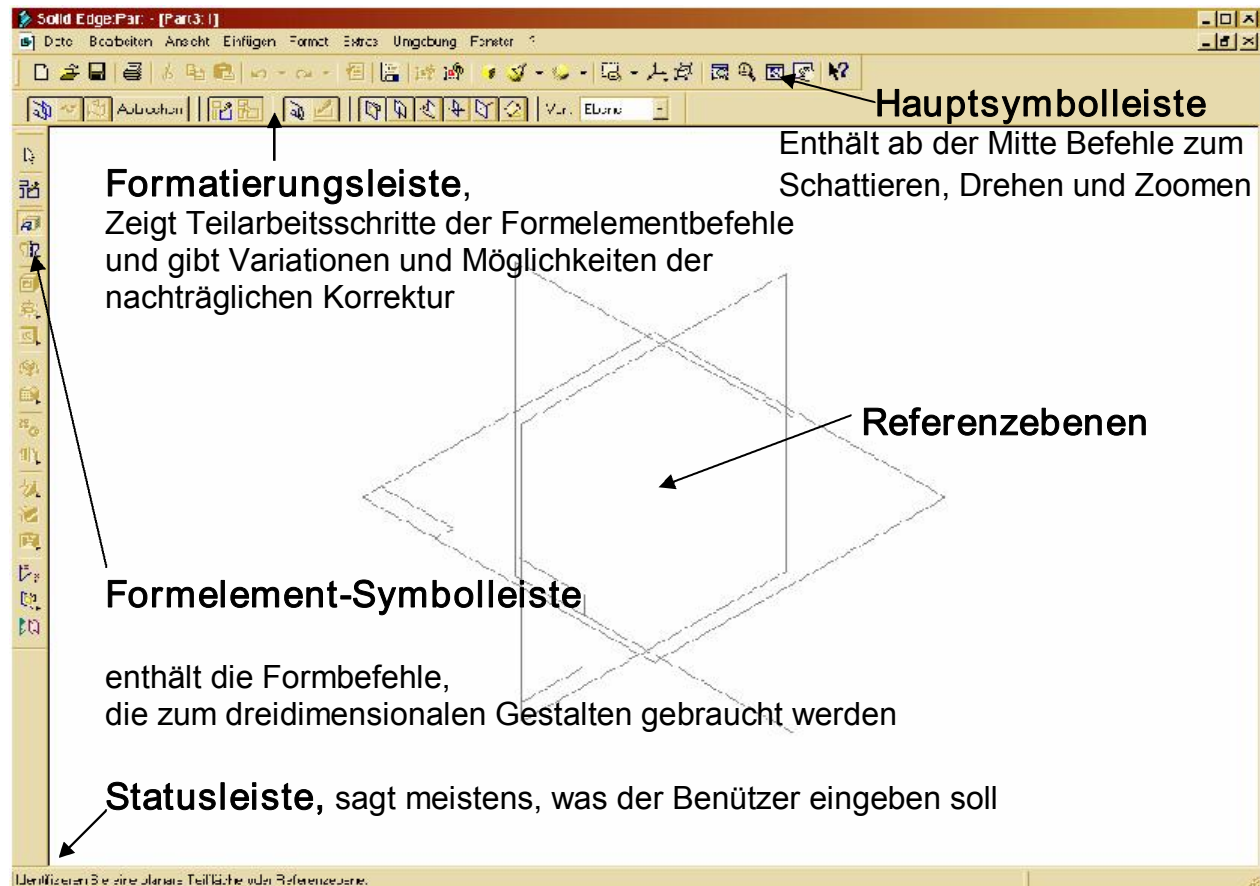 Solid Edge:Part - [Part3:1]
Bearbeiten Ansicht Einfügen Format Extras Umgebung Fenster ?
Abbrechen Ebene
Hauptsymbolleiste
Enthält ab der Mitte Befehle zum
Schattieren, Drehen und Zoomen
Formatierungsleiste,
Zeigt Teilarbeitsschritte der Formelementbefehle
und gibt Variationen und Möglichkeiten der
nachträglichen Korrektur
Referenzebenen
Formelement-Symbolleiste
enthält die Formbefehle,
die zum dreidimensionalen Gestalten gebraucht werden
Statusleiste, sagt meistens, was der Benützer eingeben soll
Identifizieren Sie eine planare Teilfläche oder Referenzebene.